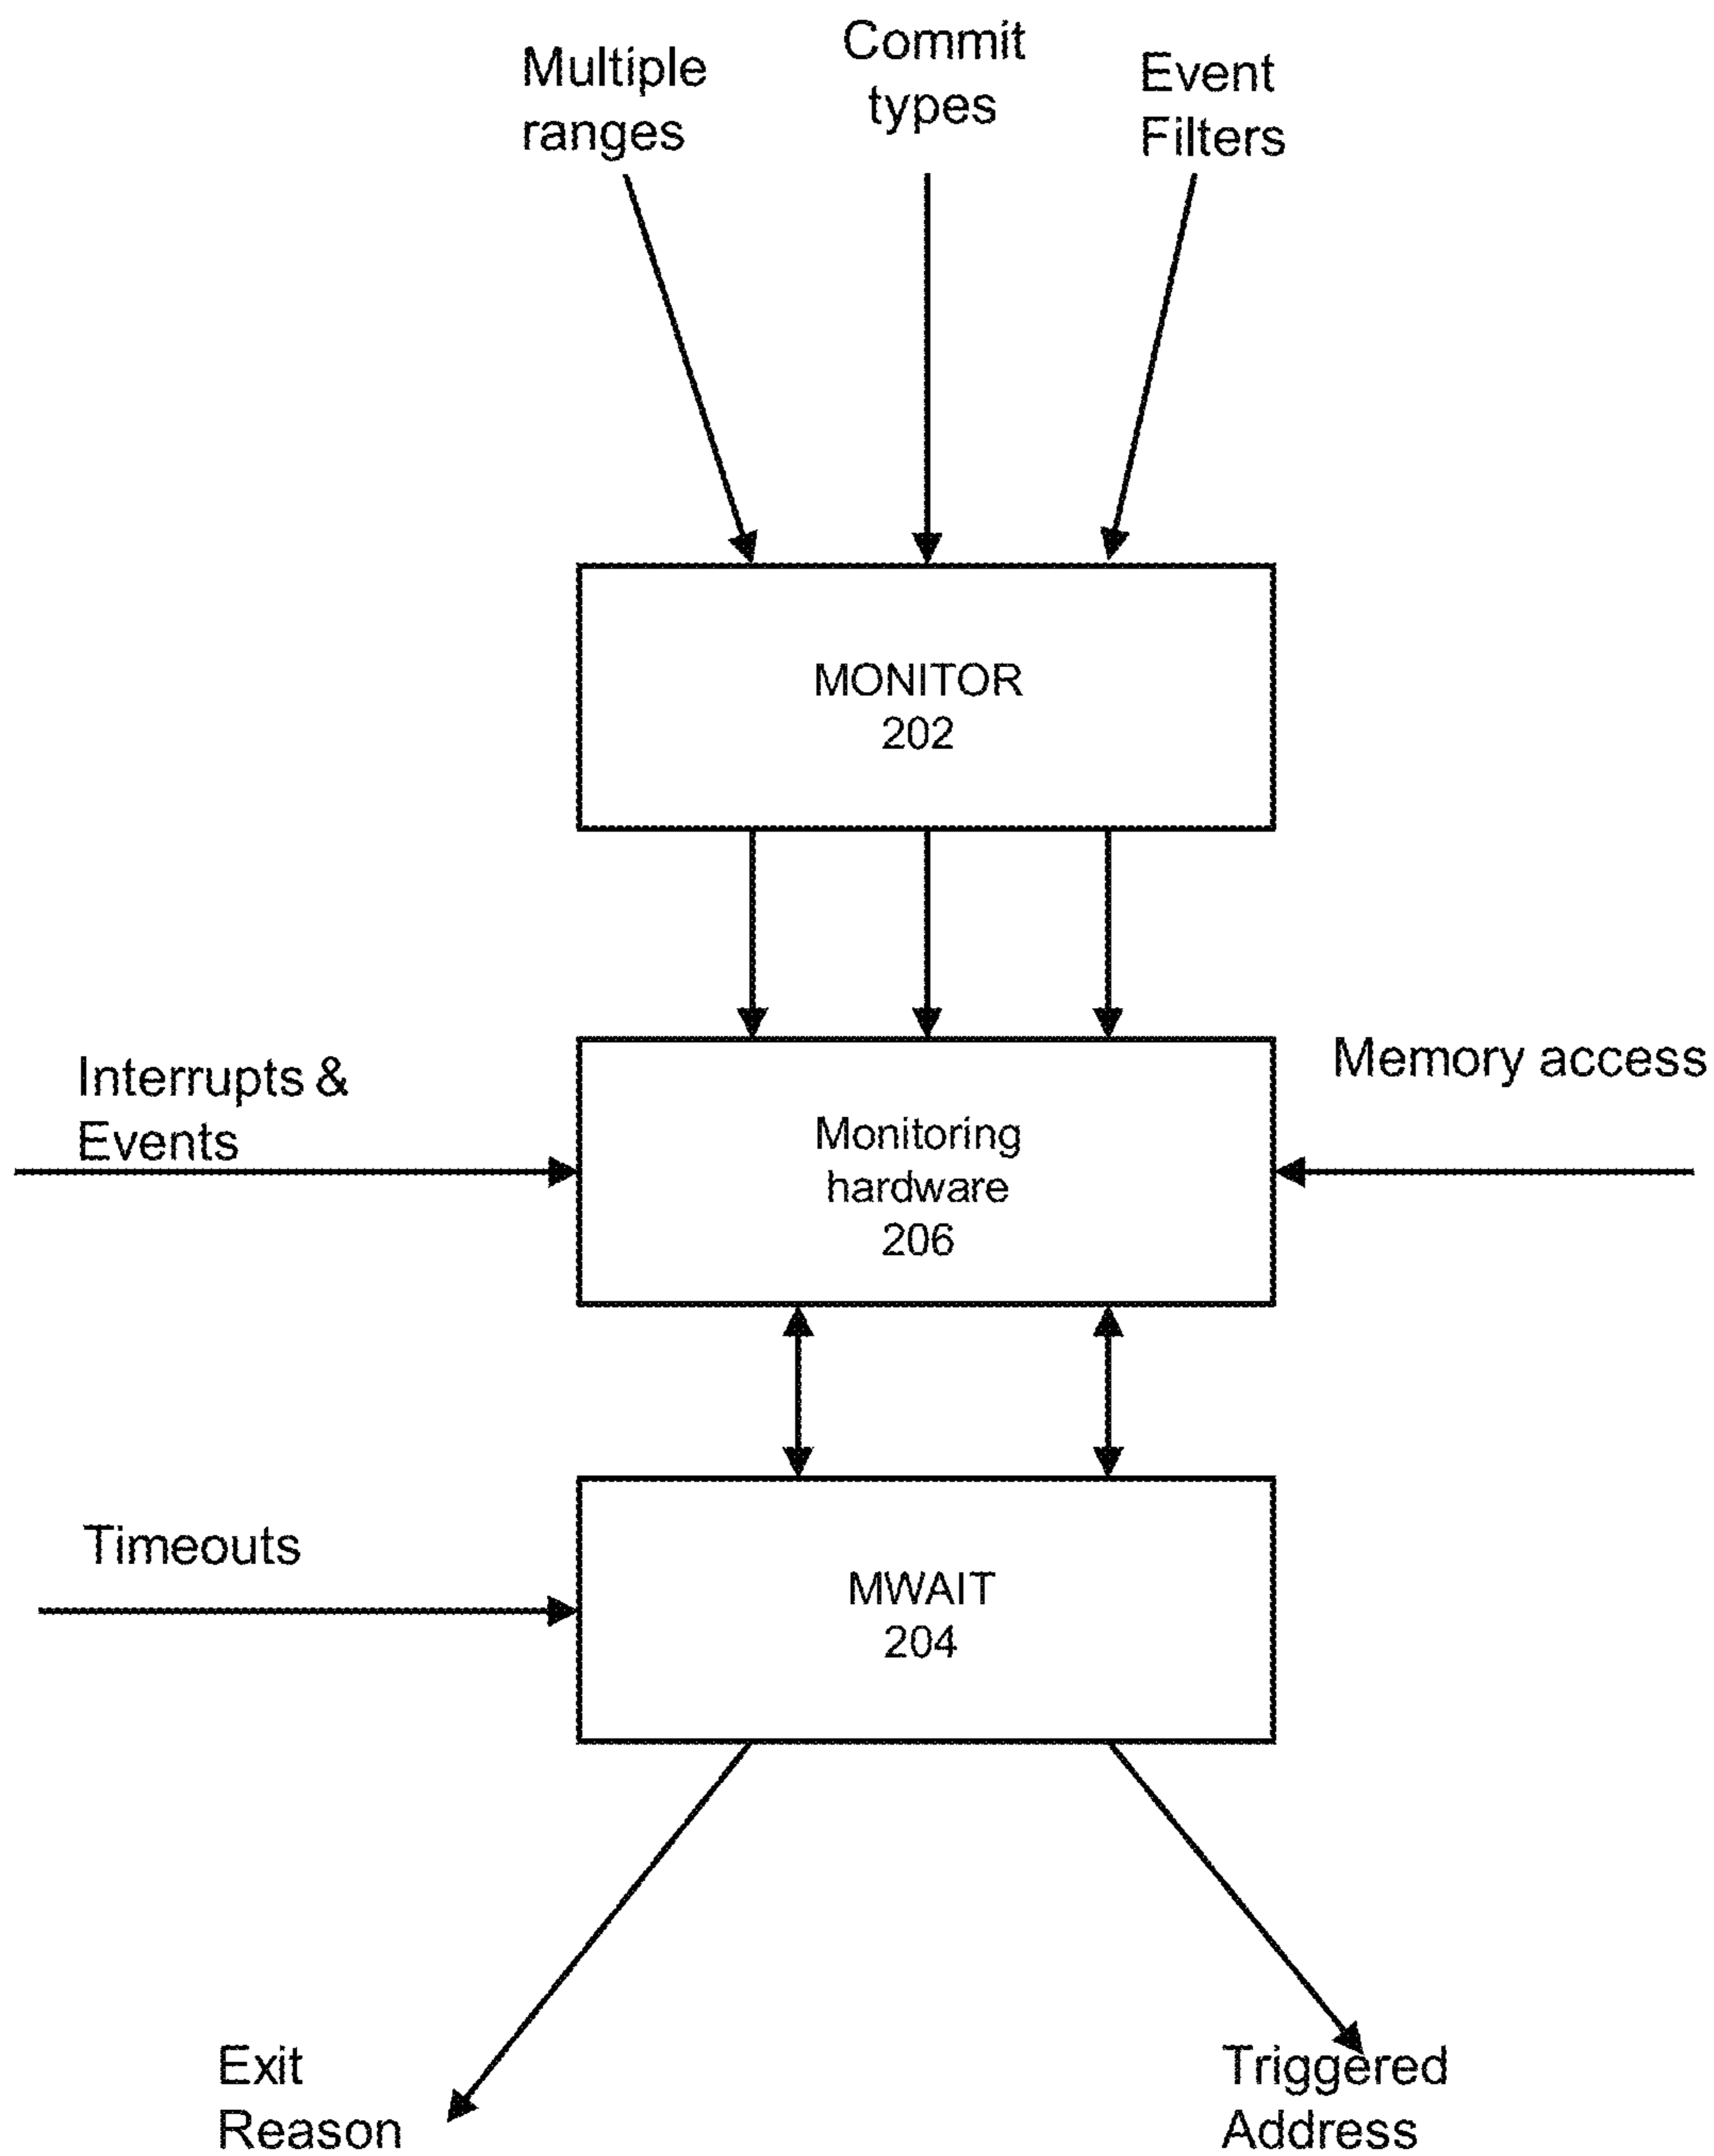 Multiple
ranges
Commit
types
Event
Filters
MONITOR
202
Interrupts &
Events
Memory access
Monitoring
hardware
206
Timeouts
MWAIT
204
Exit
Reason
Triggered
Address